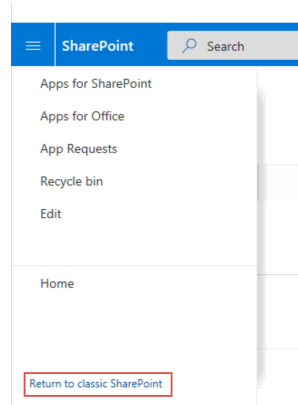 SharePoint
Search
Apps for SharePoint
Apps for Office
App Requests
Recycle bin
Edit
Home
Return to classic SharePoint